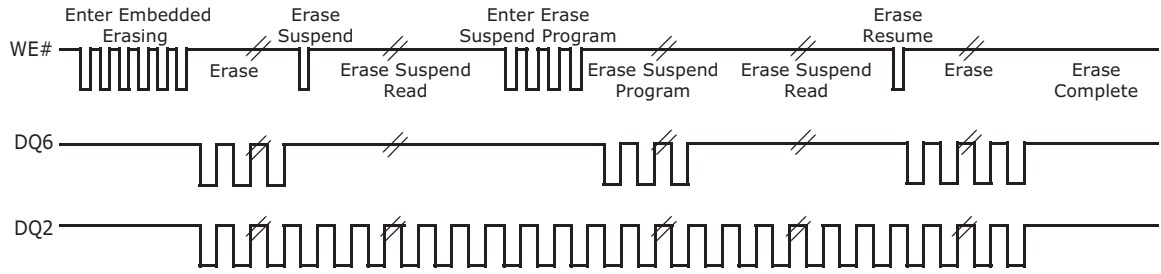 Enter Embedded
Erasing
Erase
Suspend
Enter Erase
Suspend Program
Erase
Resume
WE#
Erase
Erase Suspend
Read
Erase Suspend
Program
Erase Suspend
Read
Erase
Erase
Complete
DQ6
DQ2